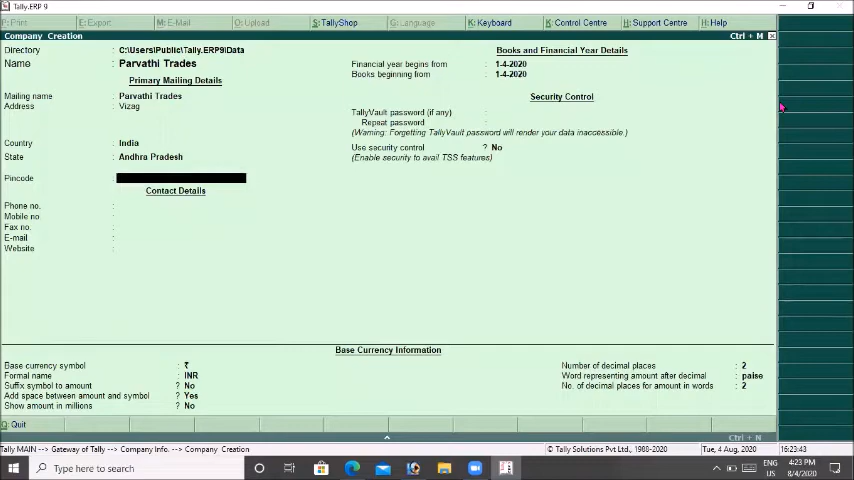 Tally.ERP 9
P: Print
E: Export
M: E-Mail
O: Upload
S: TallyShop
G: Language
K: Keyboard
K: Control Centre
H: Support Centre
H: Help
Company Creation
Ctrl + M
Directory : C:\Users\Public\Tally.ERP9\Data
Name : Parvathi Trades
Primary Mailing Details
Mailing name : Parvathi Trades
Address : Vizag
Country : India
State : Andhra Pradesh
Pincode :
Contact Details
Phone no. :
Mobile no. :
Fax no. :
E-mail :
Website :
Books and Financial Year Details
Financial year begins from : 1-4-2020
Books beginning from : 1-4-2020
Security Control
TallyVault password (if any) :
Repeat password :
(Warning: Forgetting TallyVault password will render your data inaccessible.)
Use security control ? No
(Enable security to avail TSS features)
Base Currency Information
Base currency symbol : ₹
Formal name : INR
Suffix symbol to amount ? No
Add space between amount and symbol ? Yes
Show amount in millions ? No
Number of decimal places : 2
Word representing amount after decimal : paise
No. of decimal places for amount in words : 2
Q: Quit
Ctrl + N
Tally MAIN --> Gateway of Tally --> Company Info. --> Company Creation
© Tally Solutions Pvt Ltd., 1988-2020
Tue, 4 Aug, 2020
16:23:43
Type here to search
ENG
US
4:23 PM
8/4/2020